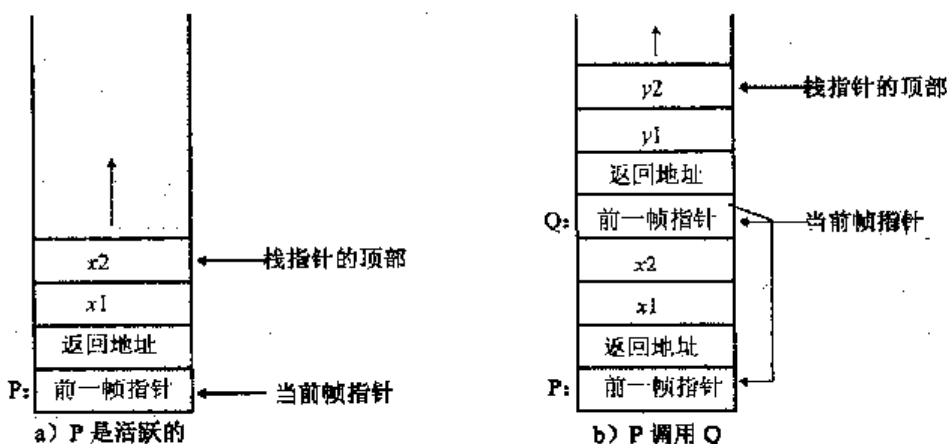 x2
栈指针的顶部
x1
返回地址
P:
前一帧指针
当前帧指针
a) P 是活跃的
y2
栈指针的顶部
y1
返回地址
Q:
前一帧指针
当前帧指针
x2
x1
返回地址
P:
前一帧指针
b) P 调用 Q